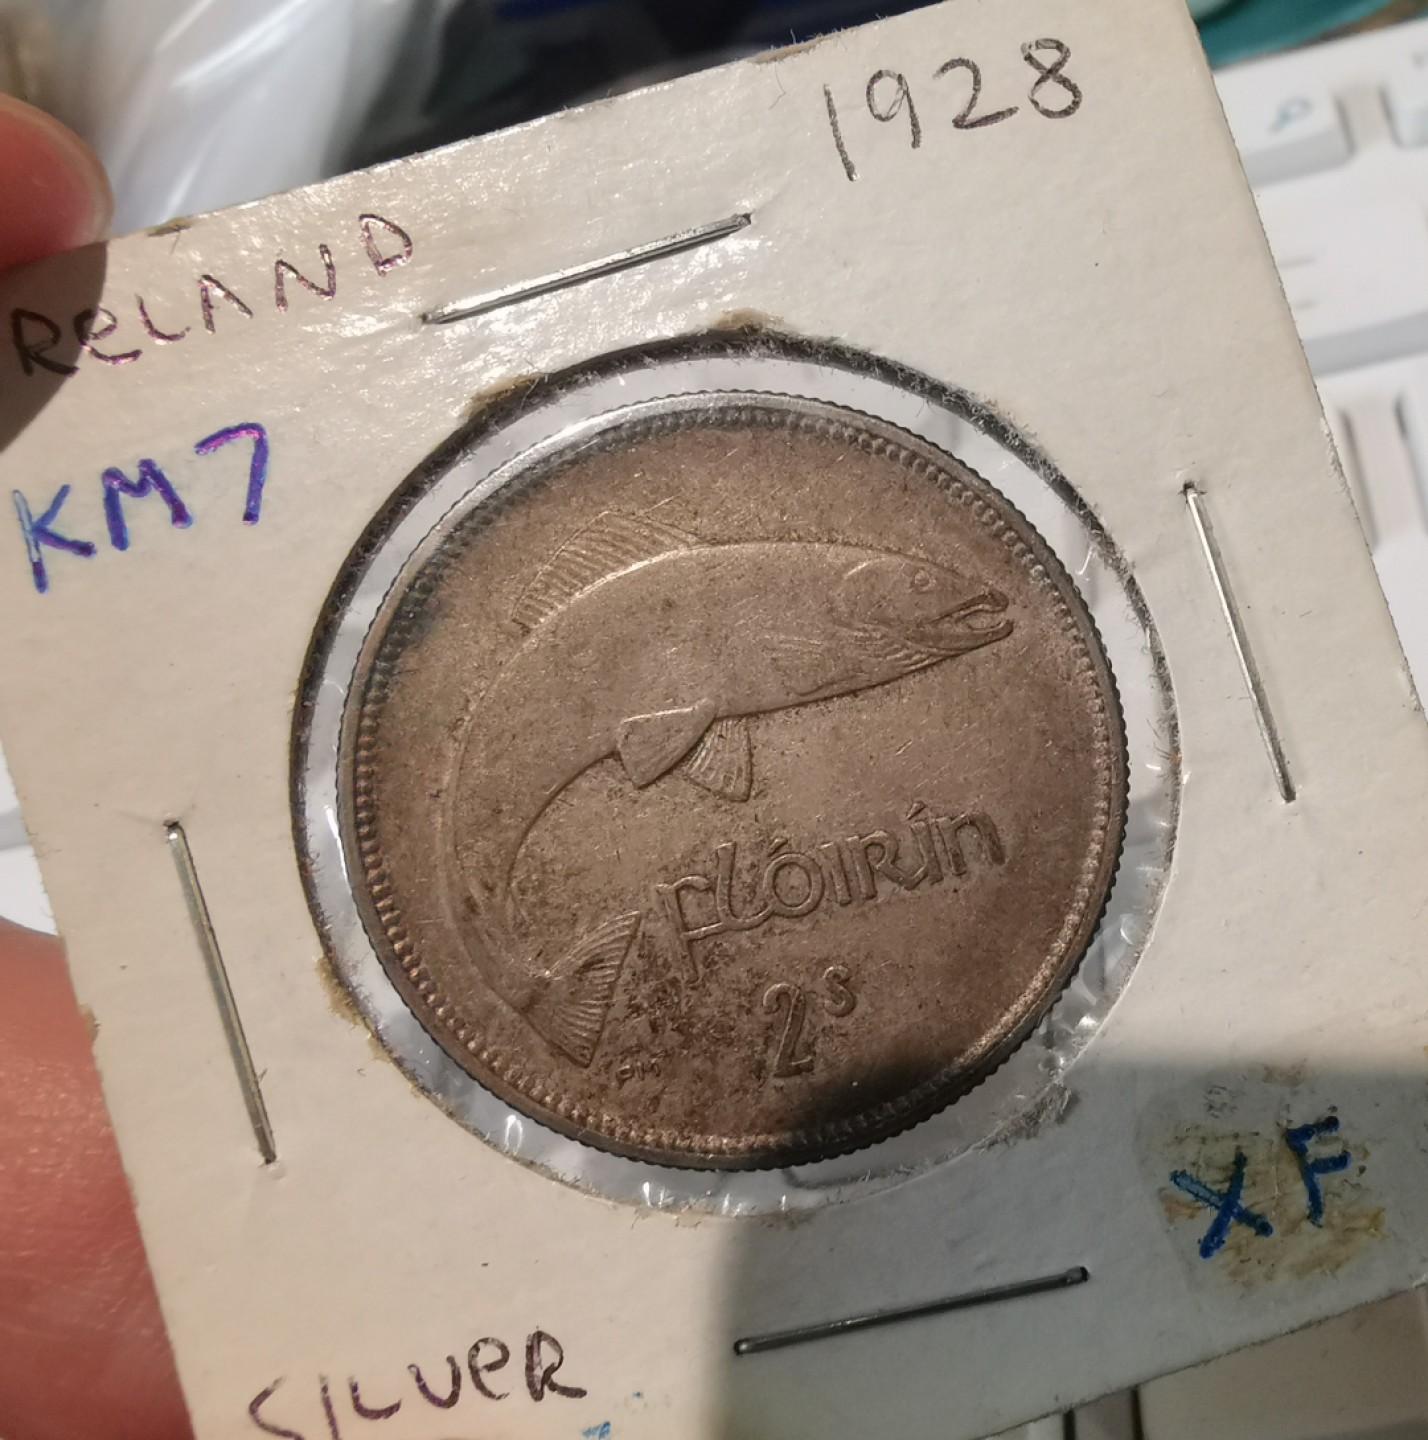 1928
RELAND
KM7
FLÓIRÍN
2s
PM
XF
SILVER